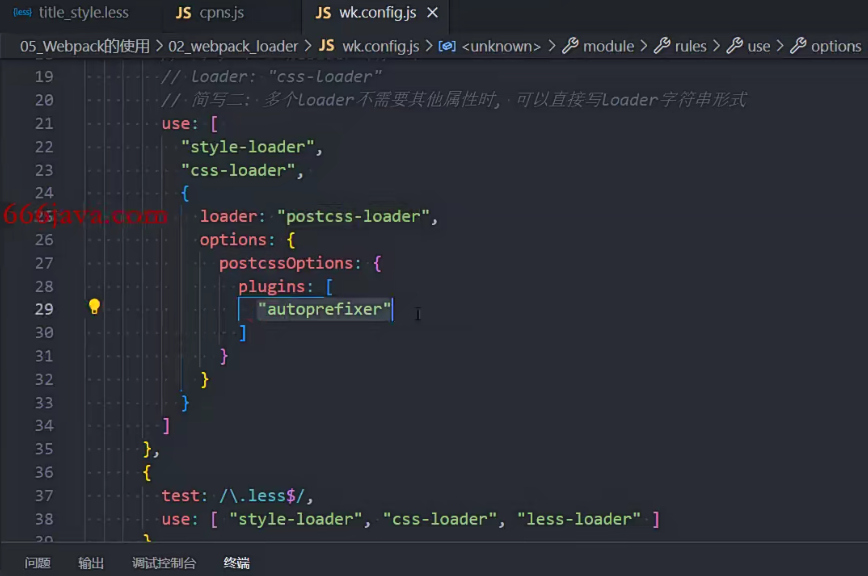 title_style.less JS cpns.js JS wk.config.js
05_Webpack的使用 > 02_webpack_loader > JS wk.config.js > <unknown> > module > rules > use > options
19 // loader: "css-loader"
20 // 简写二: 多个loader不需要其他属性时, 可以直接写loader字符串形式
21 use: [
22 "style-loader",
23 "css-loader",
24 {
666java.com
25 loader: "postcss-loader",
26 options: {
27 postcssOptions: {
28 plugins: [
29 "autoprefixer"
30 ]
31 }
32 }
33 }
34 ]
35 },
36 {
37 test: /\.less$/,
38 use: [ "style-loader", "css-loader", "less-loader" ]
39 }
问题 输出 调试控制台 终端